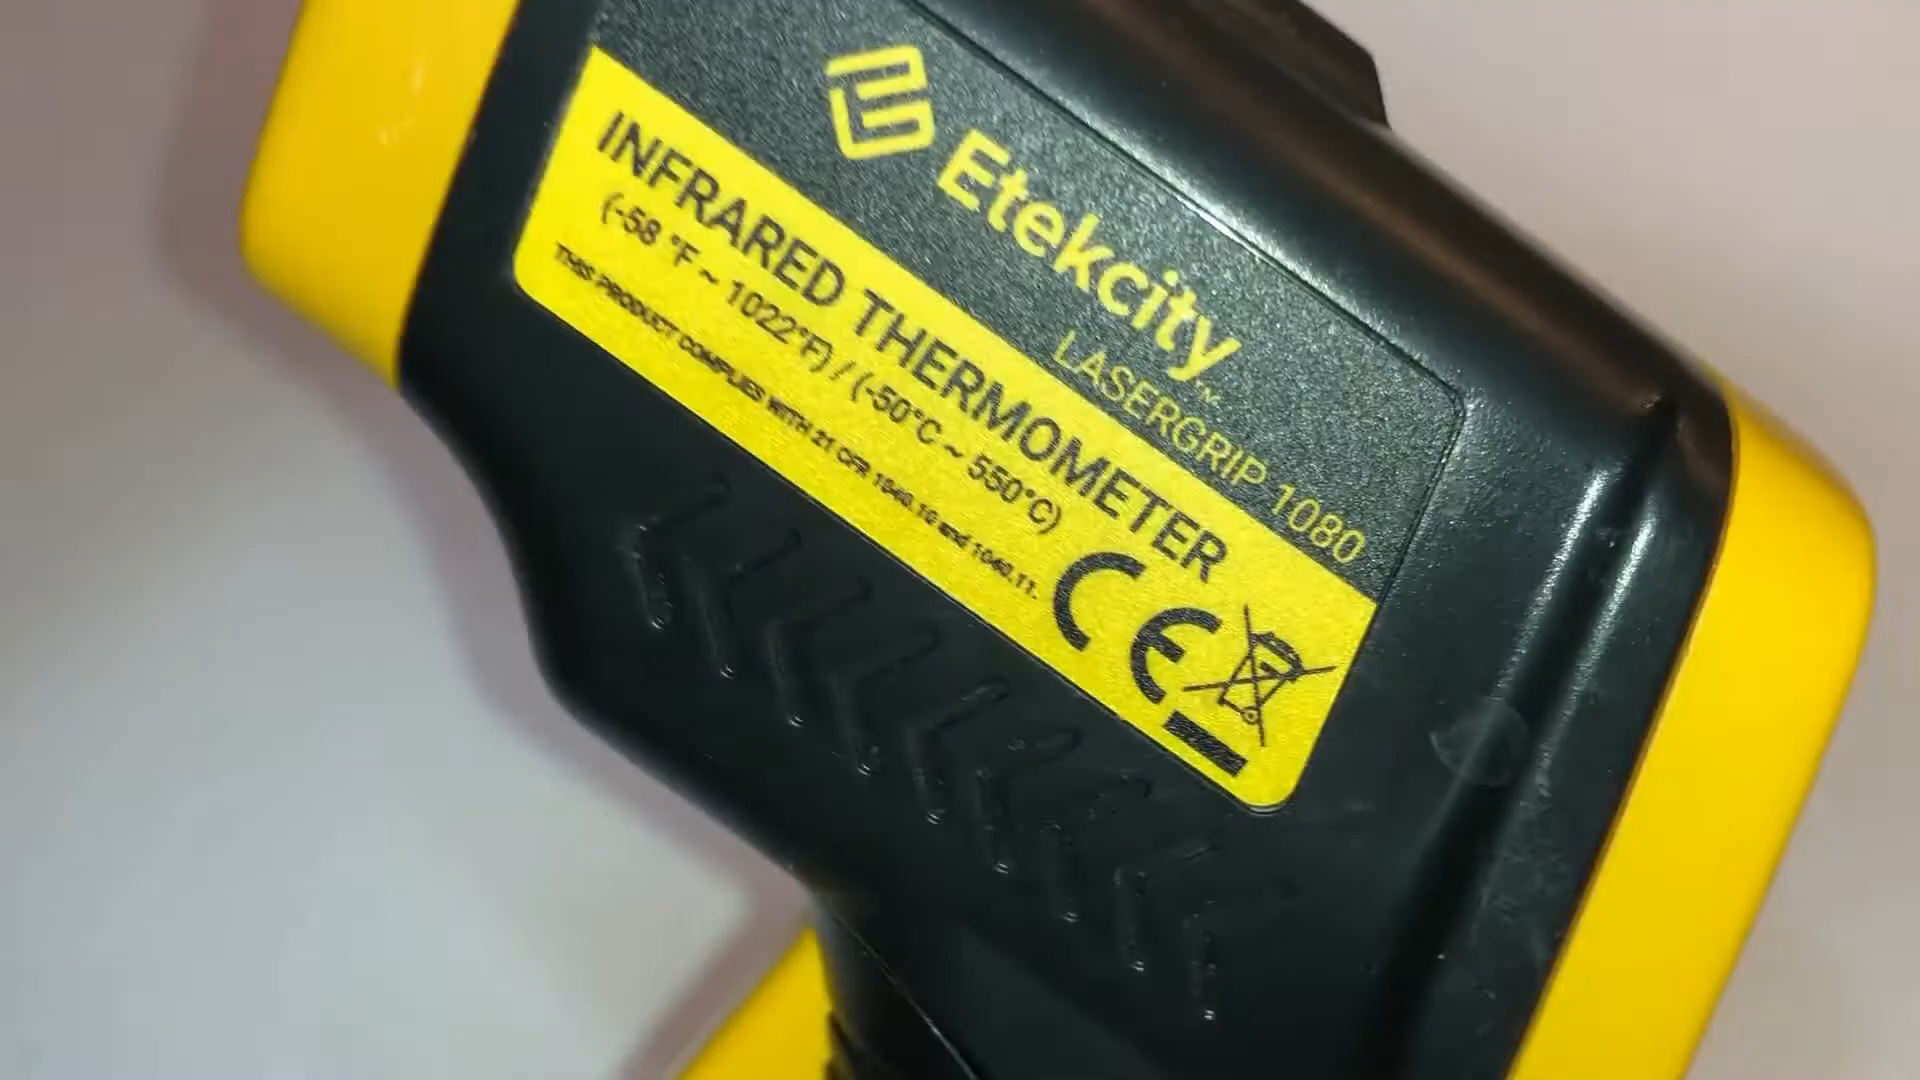 Etekcity™
LASERGRIP 1080
INFRARED THERMOMETER
(-58 °F ~ 1022°F) / (-50°C ~ 550°C)
THIS PRODUCT COMPLIES WITH 21 CFR 1040.10 and 1040.11.
CE